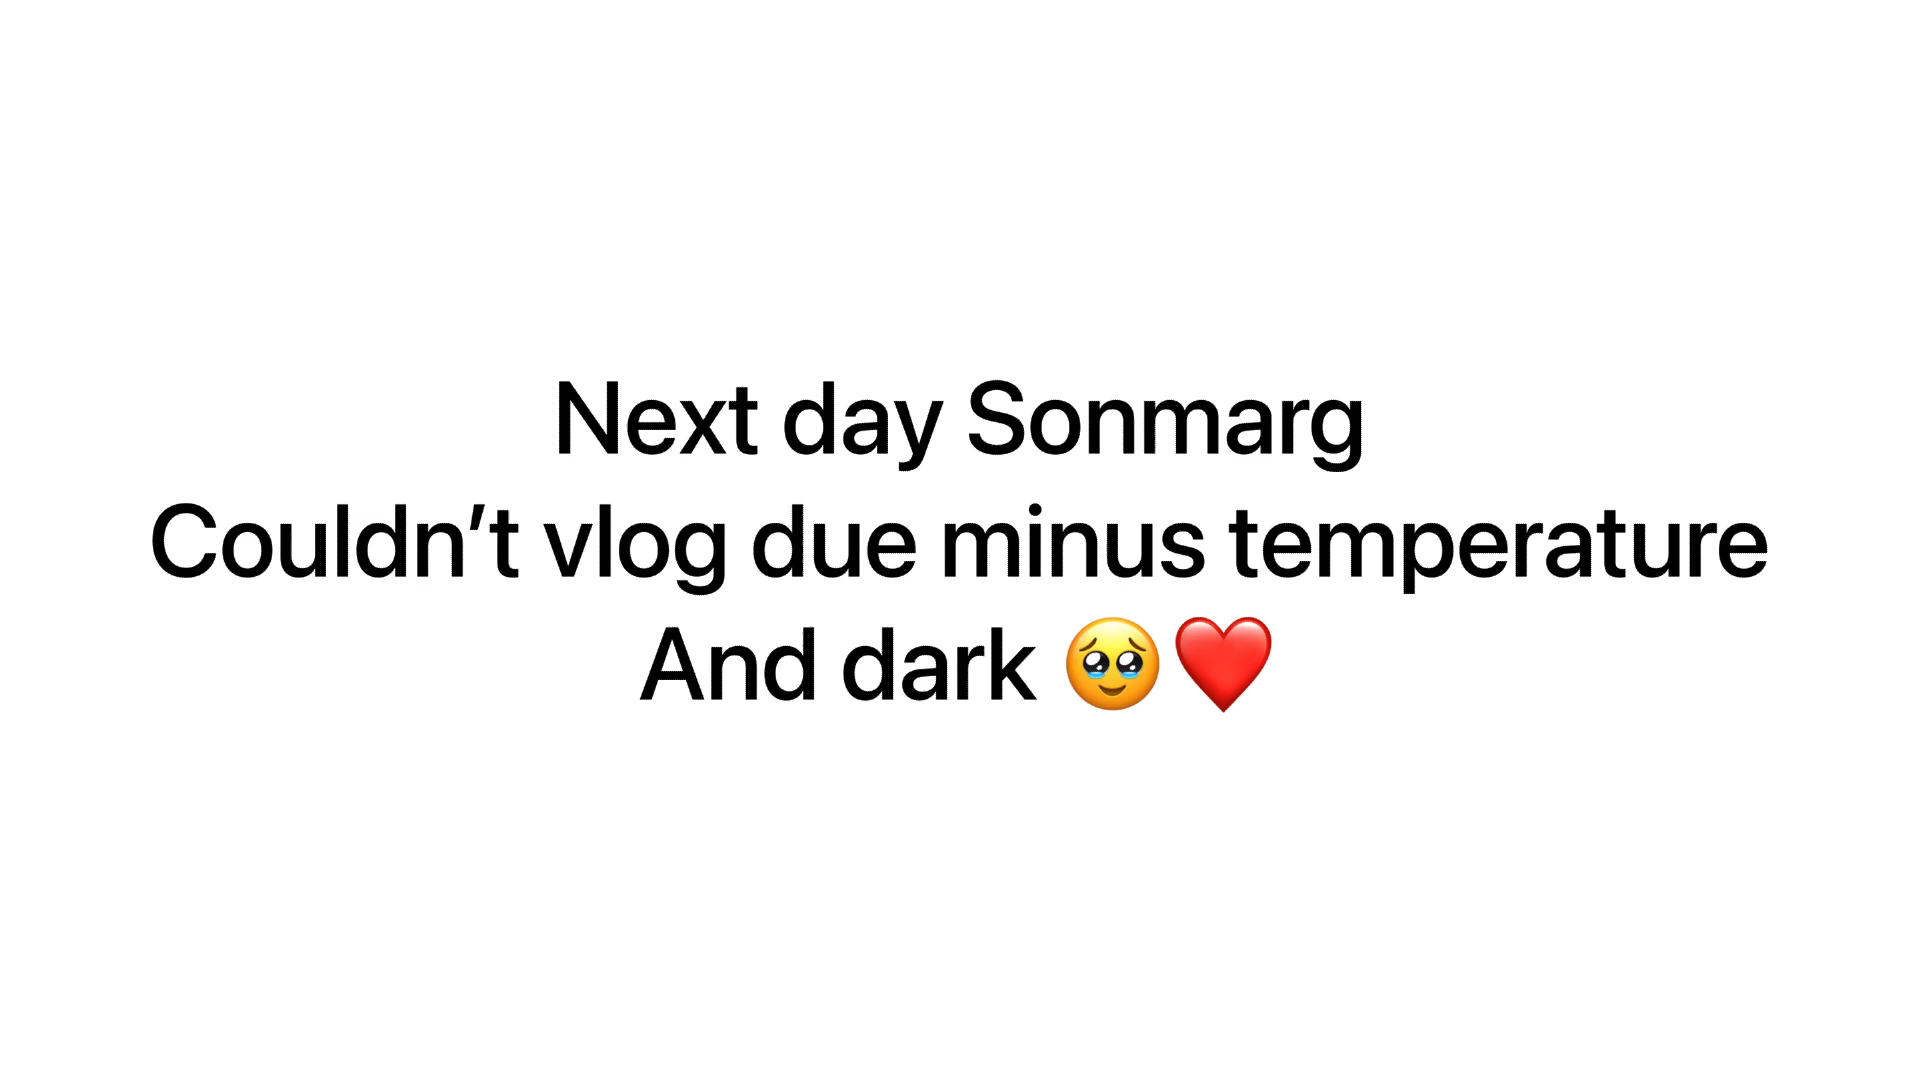 Next day Sonmarg
Couldn’t vlog due minus temperature
And dark 🥹❤️